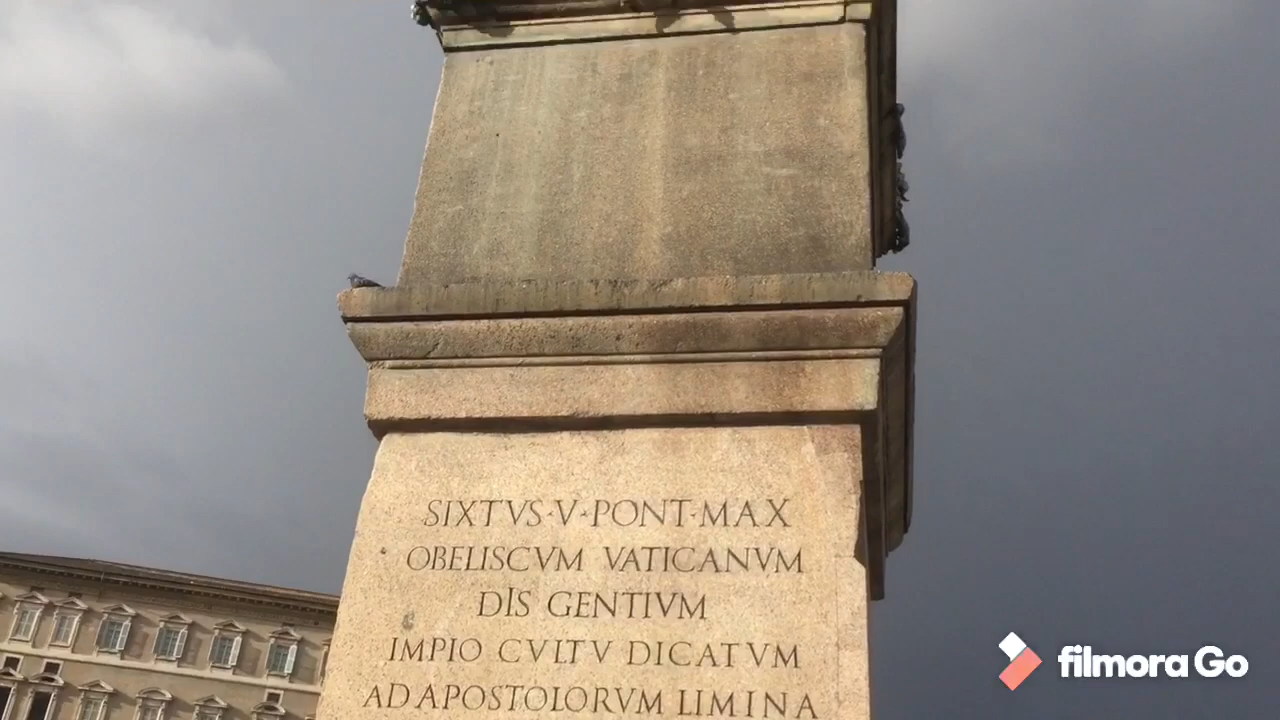 SIXTVS·V·PONT·MAX
OBELISCVM VATICANVM
DIS GENTIVM
IMPIO CVLTV DICATVM
AD APOSTOLORVM LIMINA
filmora Go